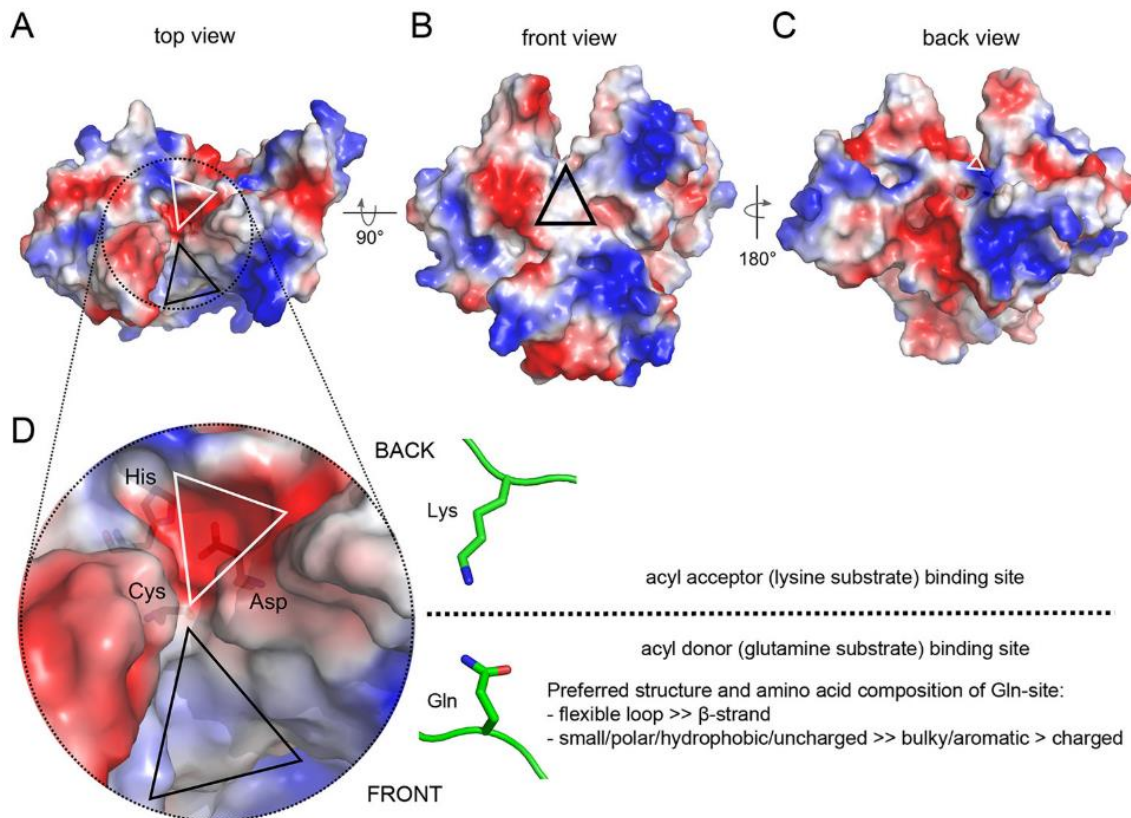 A
top view
B
front view
C
back view
90°
180°
D
His
Cys
Asp
BACK
Lys
acyl acceptor (lysine substrate) binding site
acyl donor (glutamine substrate) binding site
Gln
Preferred structure and amino acid composition of Gln-site:
- flexible loop >> β-strand
- small/polar/hydrophobic/uncharged >> bulky/aromatic > charged
FRONT